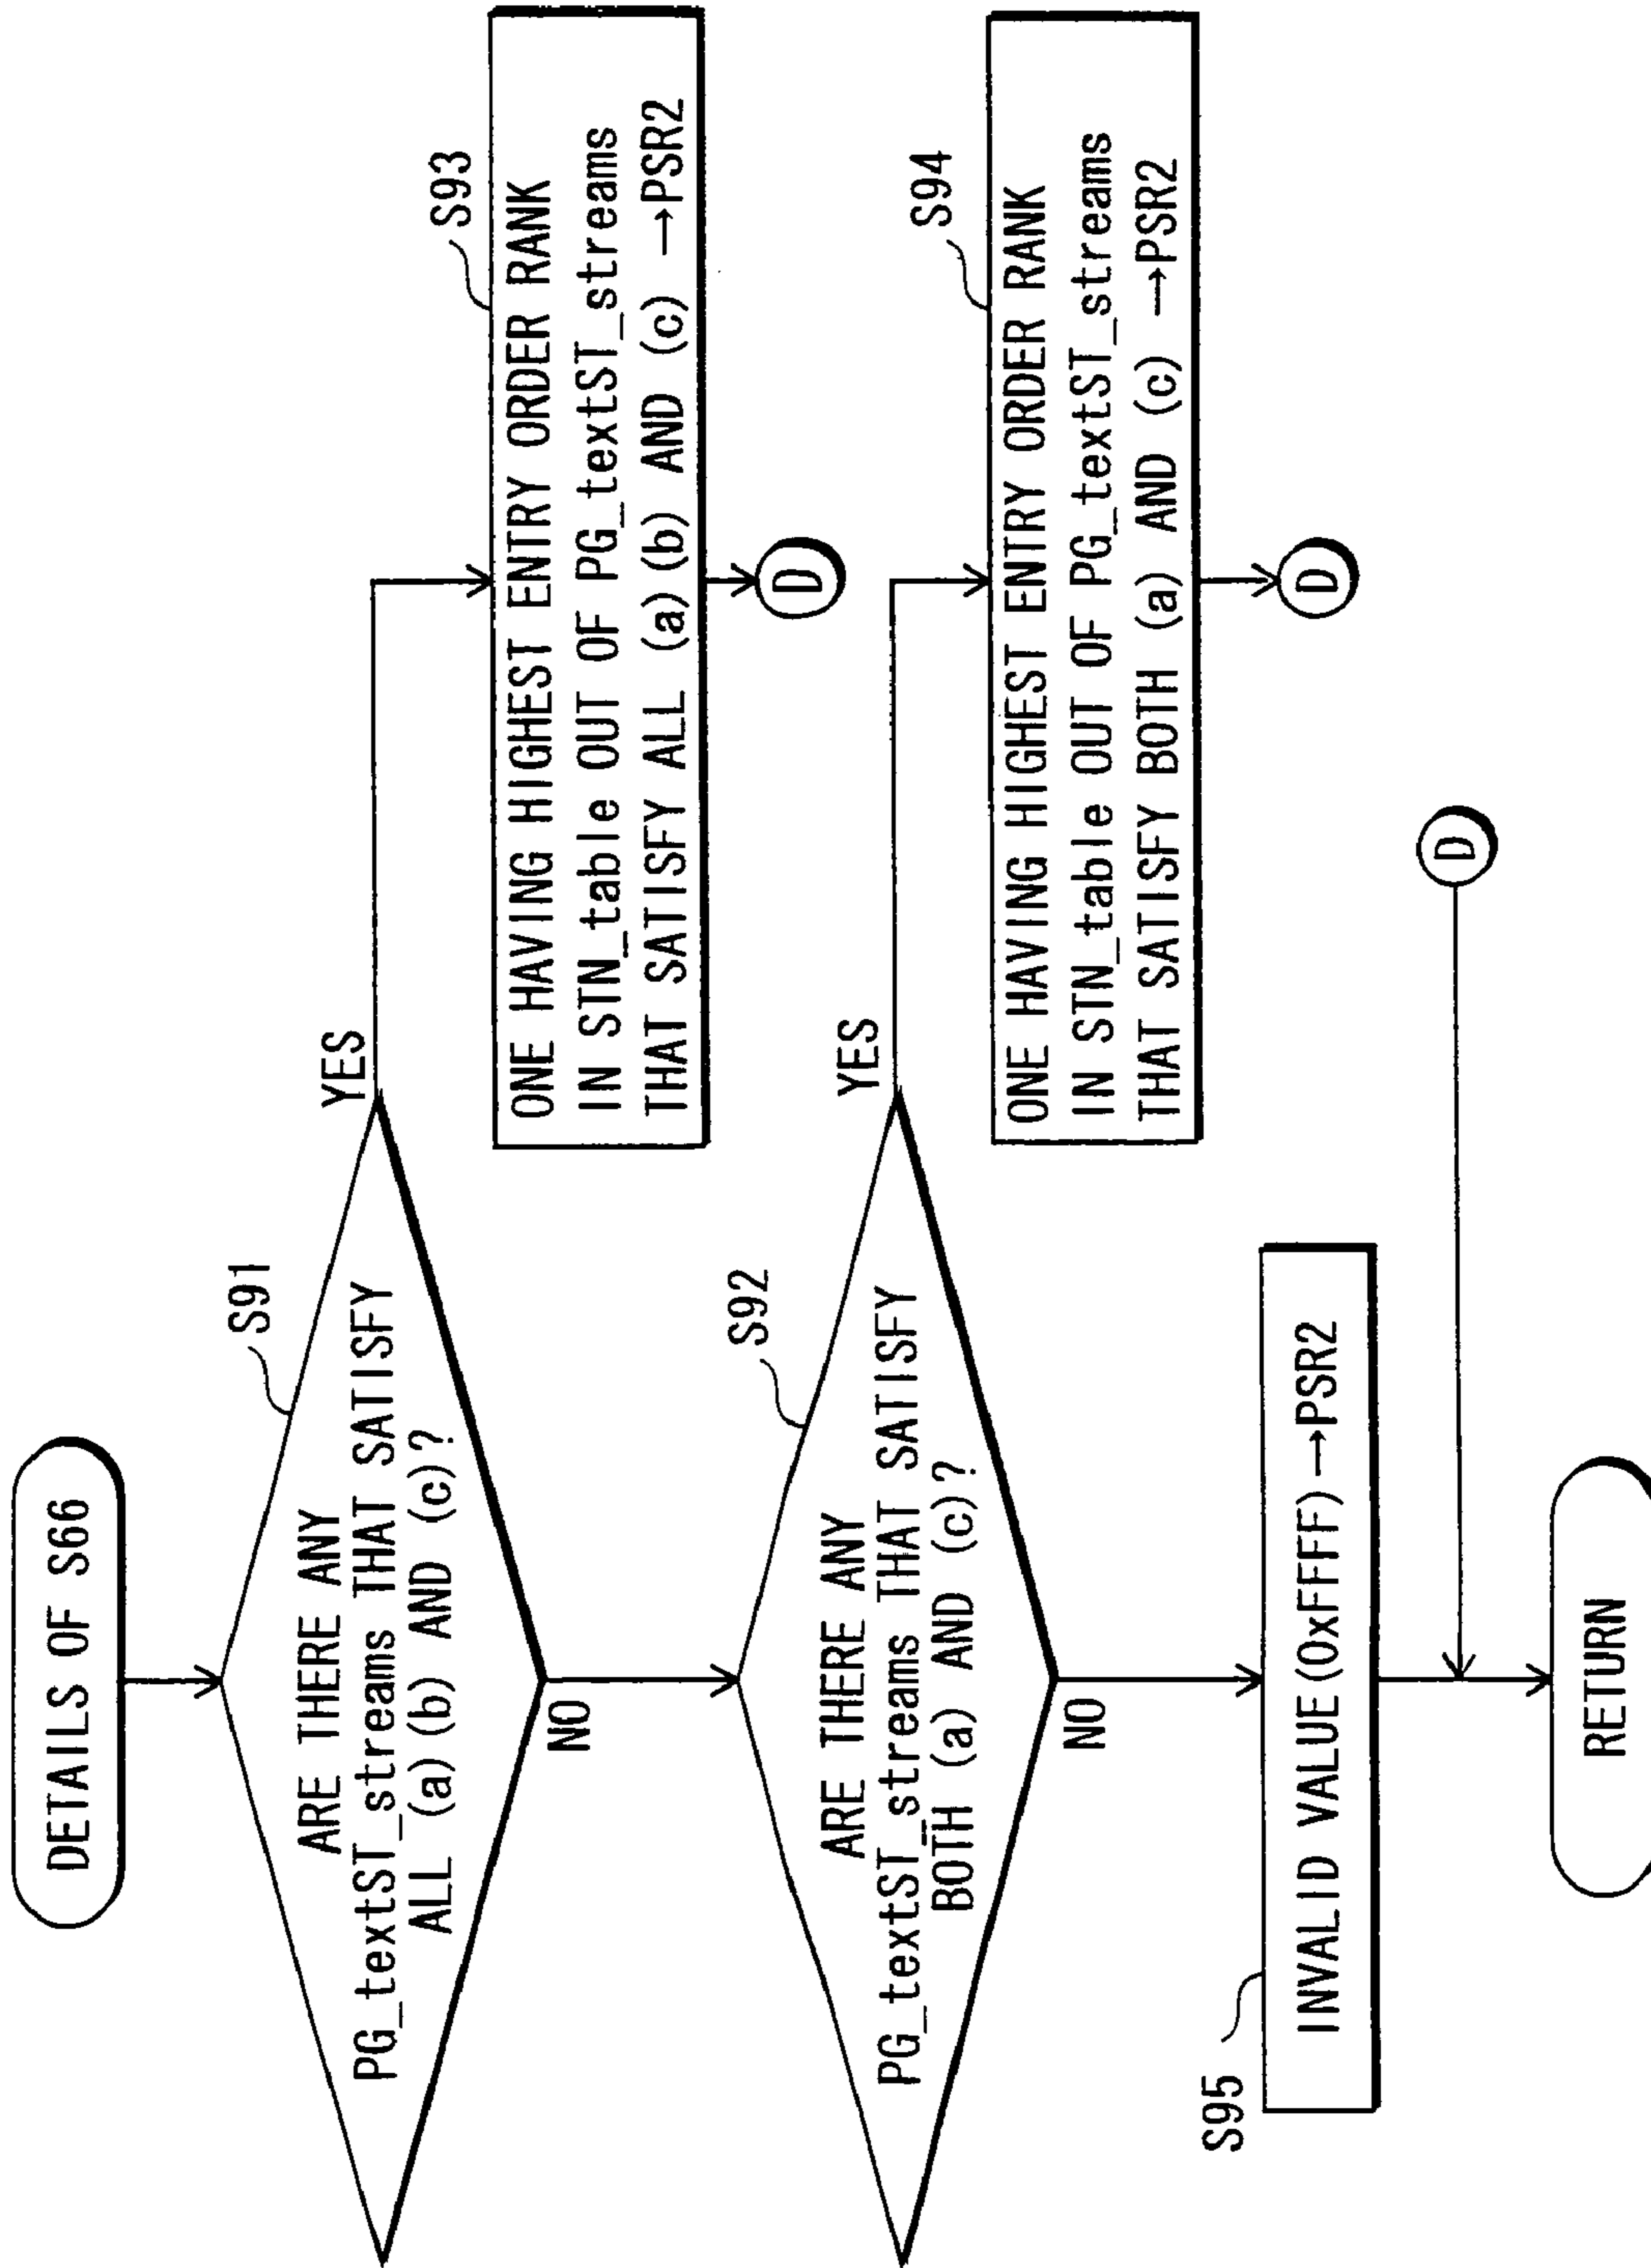 DETAILS OF S66
S91
ARE THERE ANY
PG_textST_streams THAT SATISFY
ALL (a)(b) AND (c)?
YES
NO
S93
ONE HAVING HIGHEST ENTRY ORDER RANK
IN STN_table OUT OF PG_textST_streams
THAT SATISFY ALL (a)(b) AND (c) →PSR2
D
S92
ARE THERE ANY
PG_textST_streams THAT SATISFY
BOTH (a) AND (c)?
YES
NO
S94
ONE HAVING HIGHEST ENTRY ORDER RANK
IN STN_table OUT OF PG_textST_streams
THAT SATISFY BOTH (a) AND (c) →PSR2
D
S95
INVALID VALUE(0xFFFF)→PSR2
D
RETURN